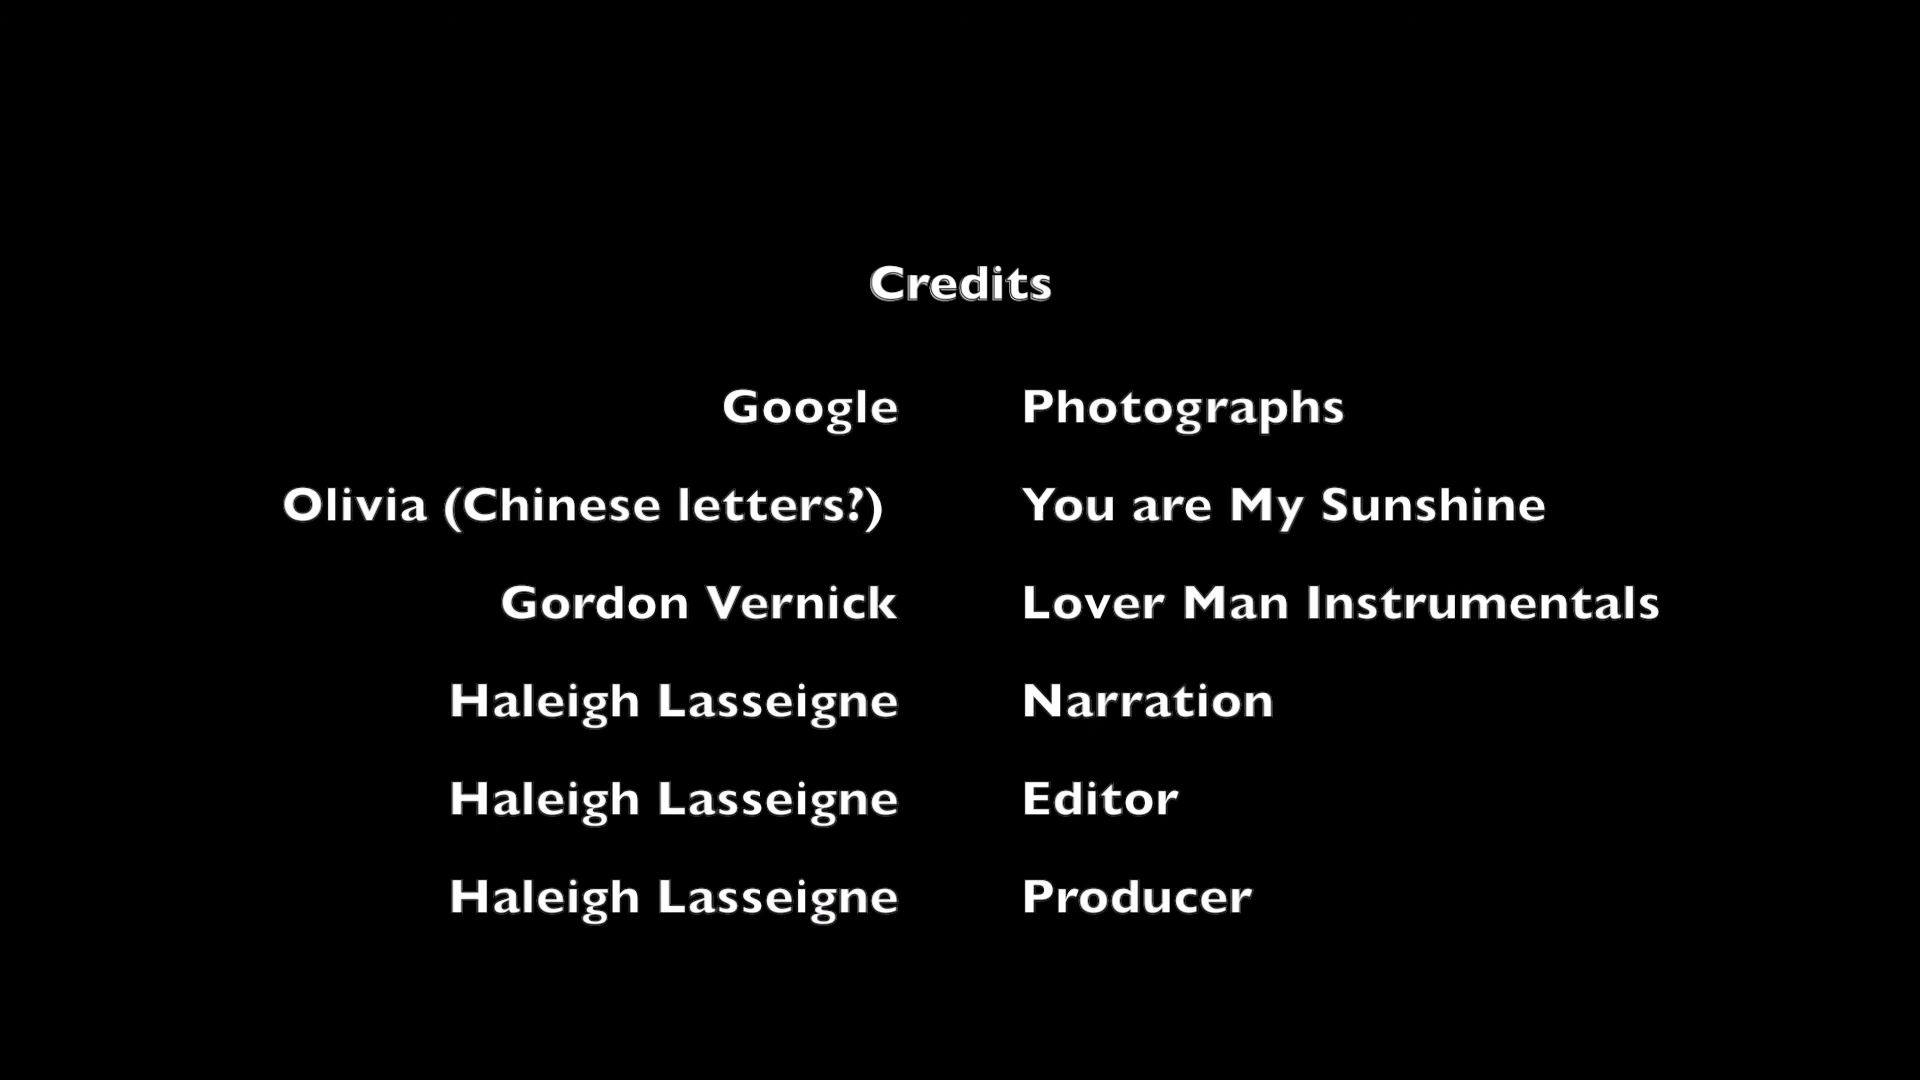 Credits
Google Photographs
Olivia (Chinese letters?) You are My Sunshine
Gordon Vernick Lover Man Instrumentals
Haleigh Lasseigne Narration
Haleigh Lasseigne Editor
Haleigh Lasseigne Producer